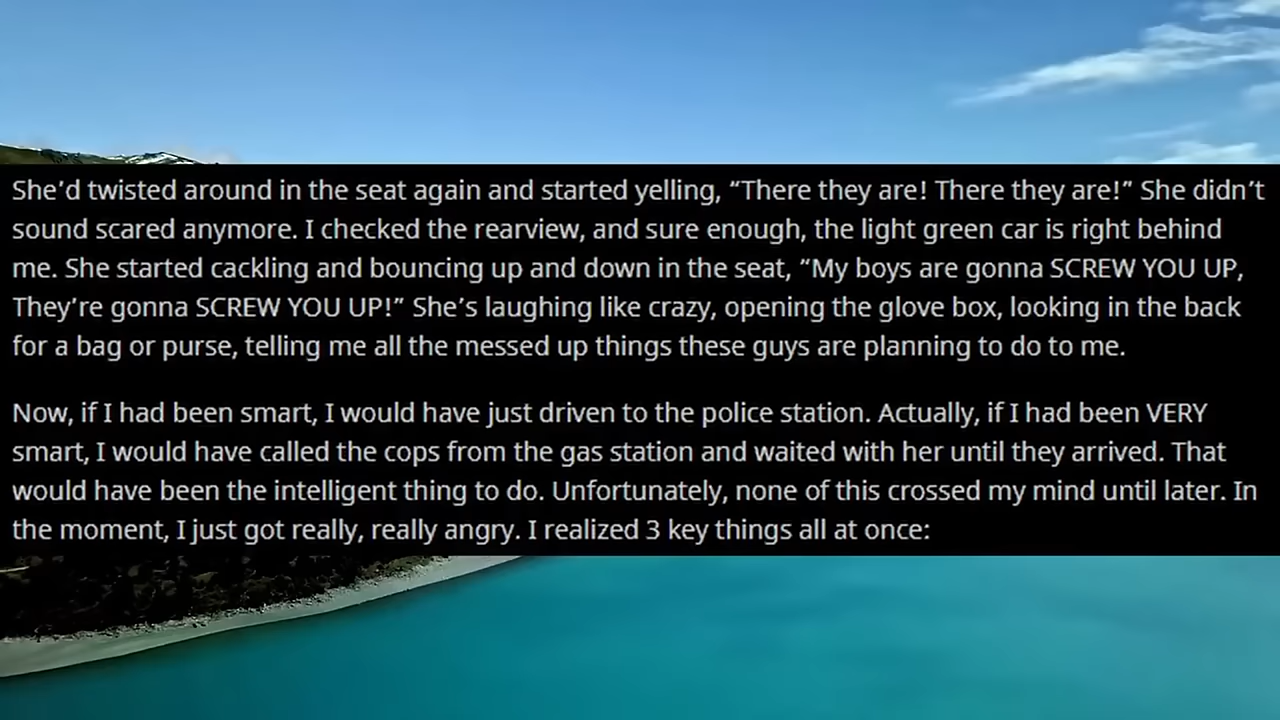 She’d twisted around in the seat again and started yelling, “There they are! There they are!” She didn’t
sound scared anymore. I checked the rearview, and sure enough, the light green car is right behind
me. She started cackling and bouncing up and down in the seat, “My boys are gonna SCREW YOU UP,
They’re gonna SCREW YOU UP!” She’s laughing like crazy, opening the glove box, looking in the back
for a bag or purse, telling me all the messed up things these guys are planning to do to me.
Now, if I had been smart, I would have just driven to the police station. Actually, if I had been VERY
smart, I would have called the cops from the gas station and waited with her until they arrived. That
would have been the intelligent thing to do. Unfortunately, none of this crossed my mind until later. In
the moment, I just got really, really angry. I realized 3 key things all at once: